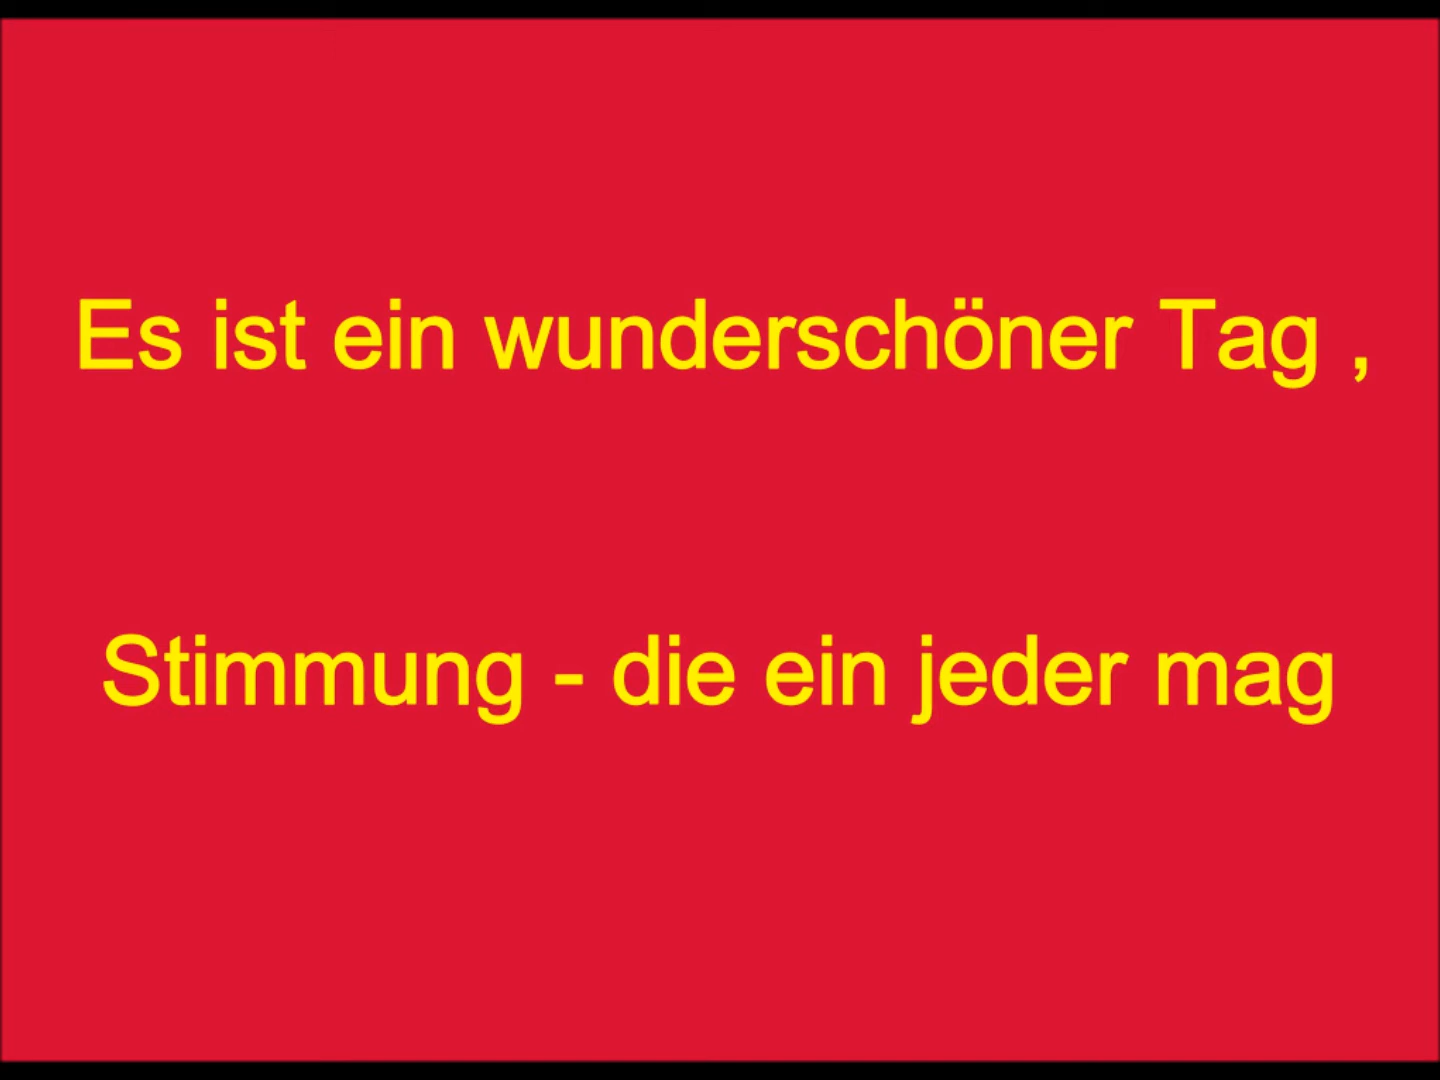 Es ist ein wunderschöner Tag ,
Stimmung - die ein jeder mag